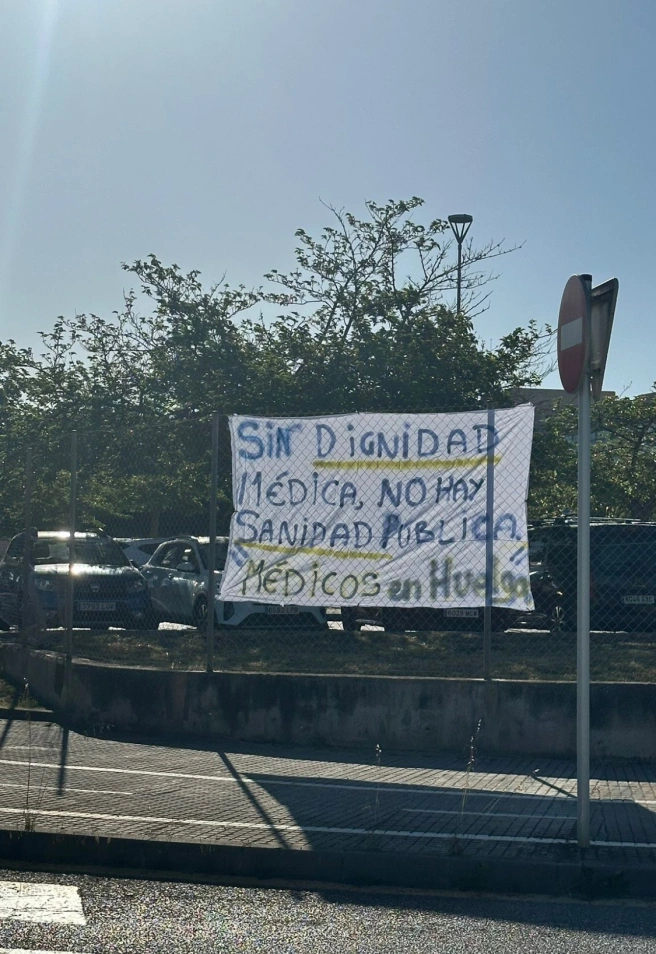 SiN DiGNiDAD
MÉDiCA, NO HAY
SANiDAD PUBLiCA.
MÉDiCOS en Huelga